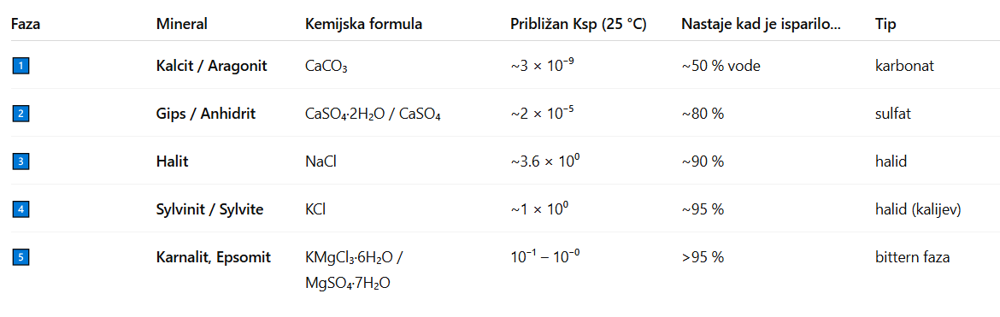 Faza Mineral Kemijska formula Približan Ksp (25 °C) Nastaje kad je isparilo... Tip
1 Kalcit / Aragonit CaCO₃ ~3 × 10⁻⁹ ~50 % vode karbonat
2 Gips / Anhidrit CaSO₄·2H₂O / CaSO₄ ~2 × 10⁻⁵ ~80 % sulfat
3 Halit NaCl ~3.6 × 10⁰ ~90 % halid
4 Sylvinit / Sylvite KCl ~1 × 10⁰ ~95 % halid (kalijev)
5 Karnalit, Epsomit KMgCl₃·6H₂O / 10⁻¹ – 10⁻⁰ >95 % bittern faza
MgSO₄·7H₂O